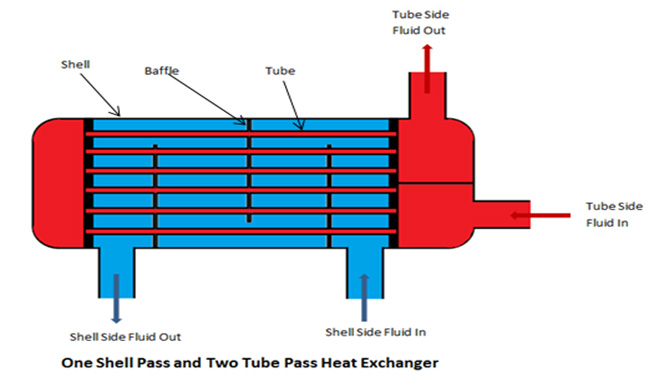 Tube Side
Fluid Out
Shell
Baffle
Tube
Tube Side
Fluid In
Shell Side Fluid Out
Shell Side Fluid In
One Shell Pass and Two Tube Pass Heat Exchanger